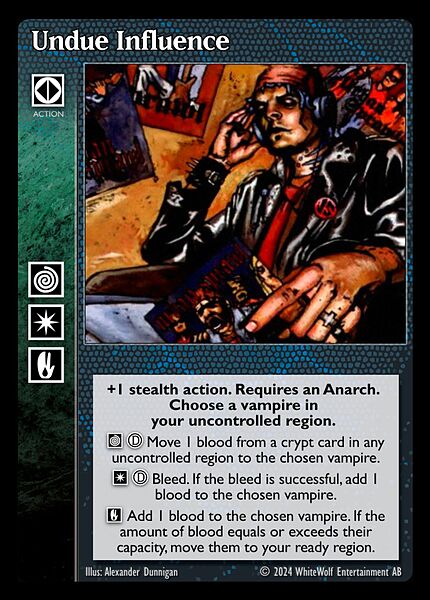 Undue Influence
ACTION
+1 stealth action. Requires an Anarch.
Choose a vampire in
your uncontrolled region.
D Move 1 blood from a crypt card in any
uncontrolled region to the chosen vampire.
D Bleed. If the bleed is successful, add 1
blood to the chosen vampire.
Add 1 blood to the chosen vampire. If the
amount of blood equals or exceeds their
capacity, move them to your ready region.
Illus: Alexander Dunnigan © 2024 WhiteWolf Entertainment AB